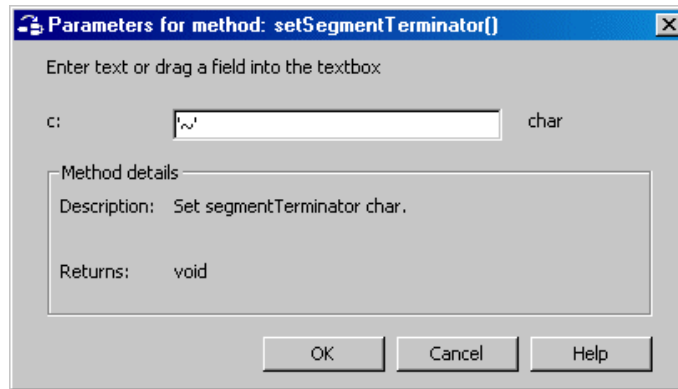 Parameters for method: setSegmentTerminator()
Enter text or drag a field into the textbox
c: '~' char
Method details
Description: Set segmentTerminator char.
Returns: void
OK Cancel Help